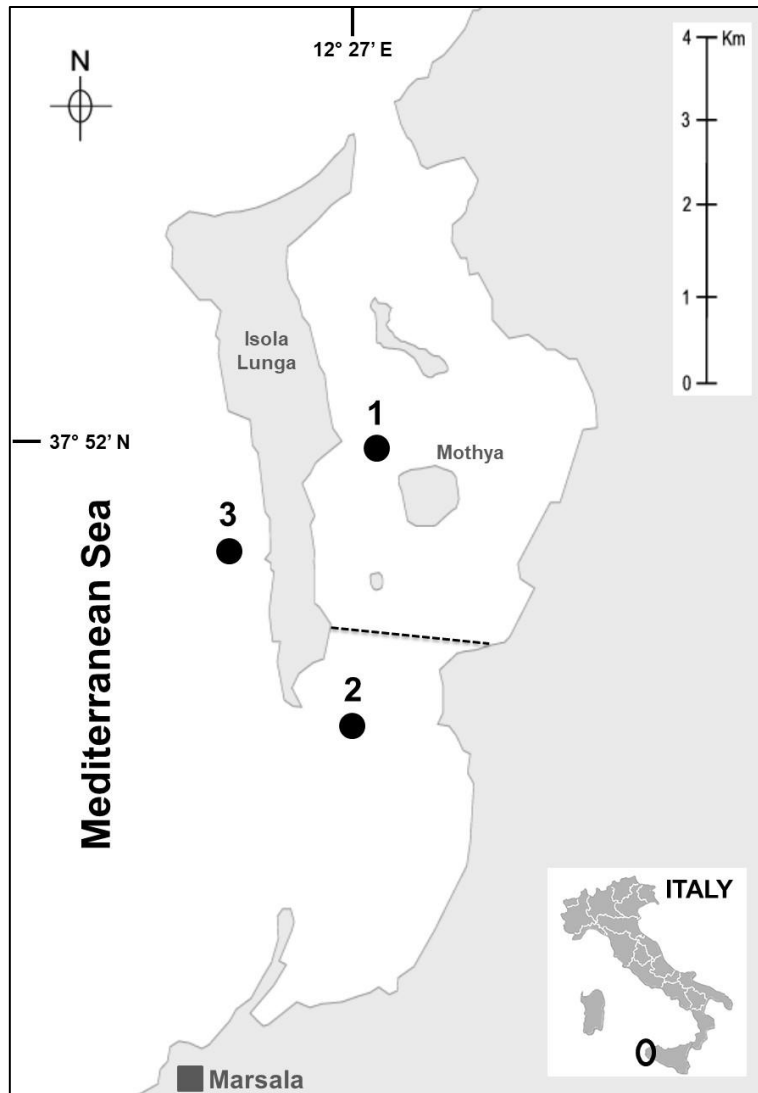 12° 27’ E
N
4 Km
3
2
1
0
Isola
Lunga
1
37° 52’ N
Mothya
3
Mediterranean Sea
2
ITALY
Marsala